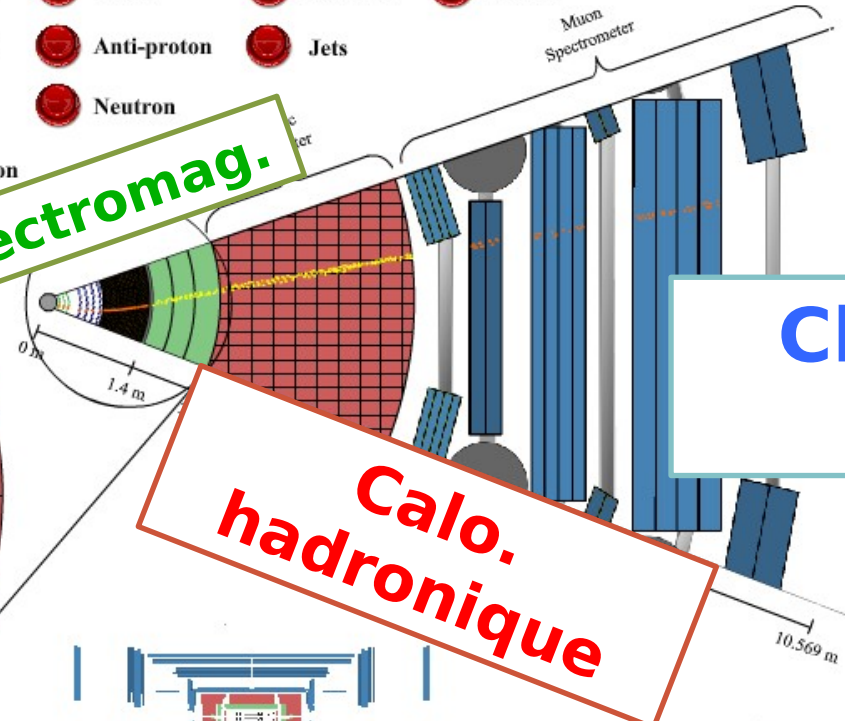 Muon
Spectrometer
Anti-proton
Jets
Neutron
ectromag.
Cl
0 m
1.4 m
Calo.
hadronique
10.569 m